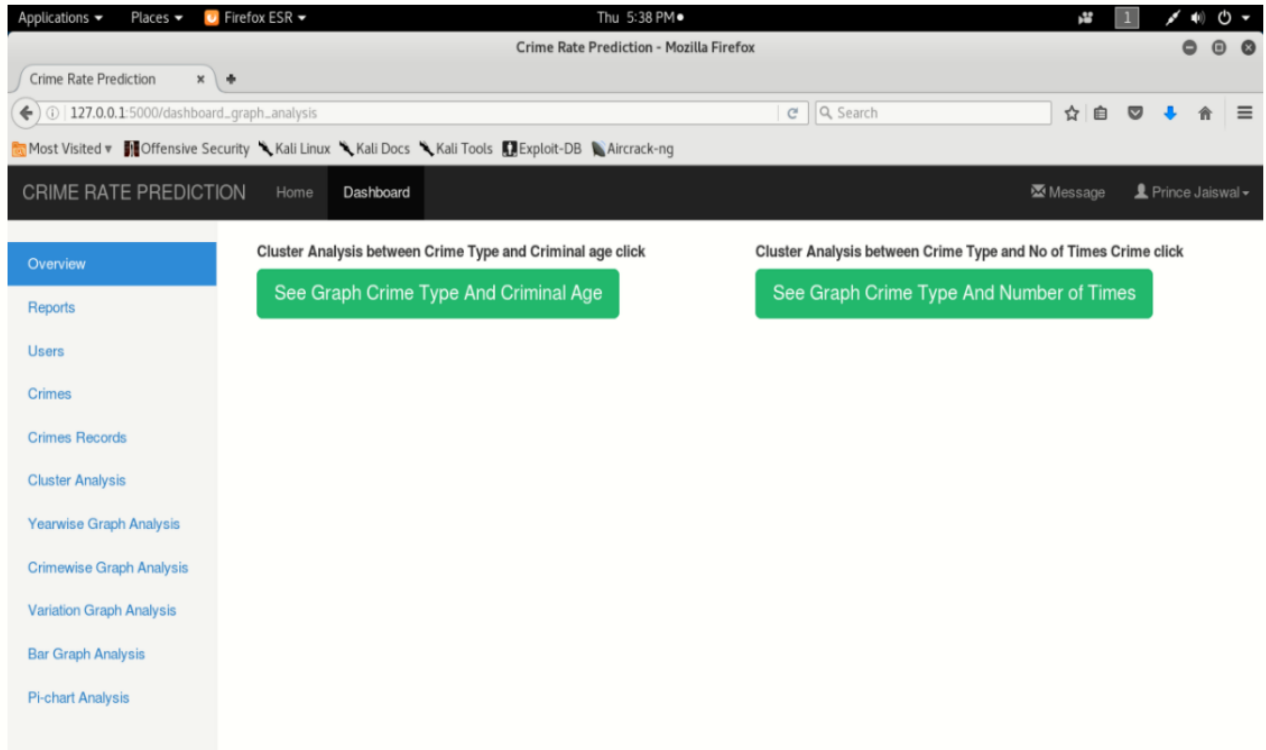 Applications Places Firefox ESR Thu 5:38 PM 1
Crime Rate Prediction - Mozilla Firefox
Crime Rate Prediction
127.0.0.1:5000/dashboard_graph_analysis Search
Most Visited Offensive Security Kali Linux Kali Docs Kali Tools Exploit-DB Aircrack-ng
CRIME RATE PREDICTION Home Dashboard Message Prince Jaiswal
Overview
Reports
Users
Crimes
Crimes Records
Cluster Analysis
Yearwise Graph Analysis
Crimewise Graph Analysis
Variation Graph Analysis
Bar Graph Analysis
Pi-chart Analysis
Cluster Analysis between Crime Type and Criminal age click
See Graph Crime Type And Criminal Age
Cluster Analysis between Crime Type and No of Times Crime click
See Graph Crime Type And Number of Times